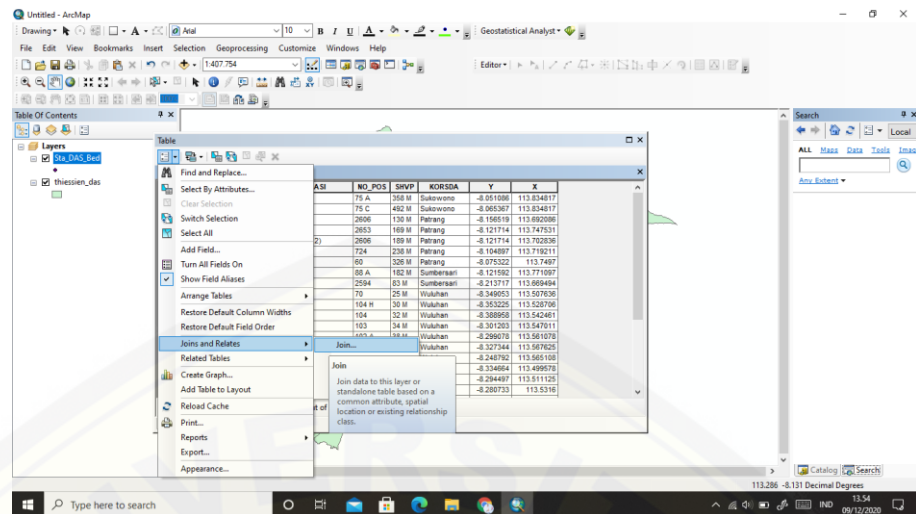 Untitled - ArcMap
Drawing A Arial 10 B I U A Geostatistical Analyst
File Edit View Bookmarks Insert Selection Geoprocessing Customize Windows Help
1:407.754 Editor
Table Of Contents
Layers
Sta_DAS_Bed
thiessien_das
Table
Find and Replace...
Select By Attributes...
Clear Selection
Switch Selection
Select All
Add Field...
Turn All Fields On
Show Field Aliases
Arrange Tables
Restore Default Column Widths
Restore Default Field Order
Joins and Relates
Related Tables
Create Graph...
Add Table to Layout
Reload Cache
Print...
Reports
Export...
Appearance...
Join...
Join
Join data to this layer or
standalone table based on a
common attribute, spatial
location or existing relationship
class.
ASI NO_POS SHVP KORSDA Y X
75 A 358 M Sukowono -8.051086 113.834817
75 C 492 M Sukowono -8.065367 113.834817
2606 130 M Patrang -8.156519 113.692086
2653 169 M Patrang -8.121714 113.747531
2) 2606 189 M Patrang -8.121714 113.702836
724 238 M Patrang -8.104897 113.719211
60 326 M Patrang -8.075322 113.7497
88 A 182 M Sumbersari -8.121592 113.771097
2594 83 M Sumbersari -8.213717 113.669494
70 25 M Wuluhan -8.349053 113.507636
104 H 30 M Wuluhan -8.353225 113.528706
104 32 M Wuluhan -8.388958 113.542461
103 34 M Wuluhan -8.301203 113.547011
Wuluhan -8.299078 113.561078
Wuluhan -8.327344 113.567625
-8.248792 113.565108
-8.334664 113.499578
-8.294497 113.511125
-8.280733 113.5316
t of
Search
Local
ALL Maps Data Tools Imag
Any Extent
Catalog Search
113.286 -8.131 Decimal Degrees
Type here to search
IND
13.54
09/12/2020